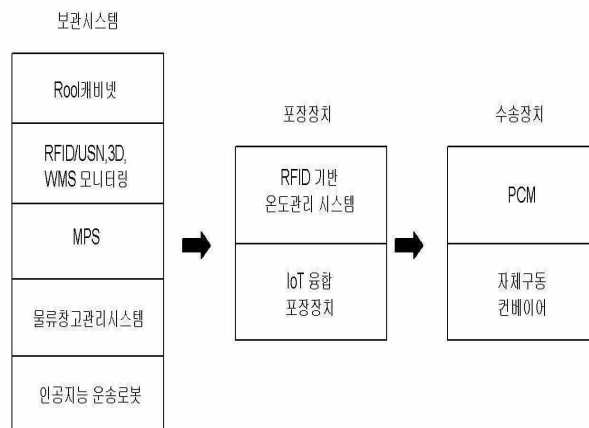 보관시스템
Rool캐비넷
RFID/USN,3D,
WMS 모니터링
MPS
물류창고관리시스템
인공지능 운송로봇
포장장치
RFID 기반
온도관리 시스템
IoT 융합
포장장치
수송장치
PCM
자체구동
컨베이어